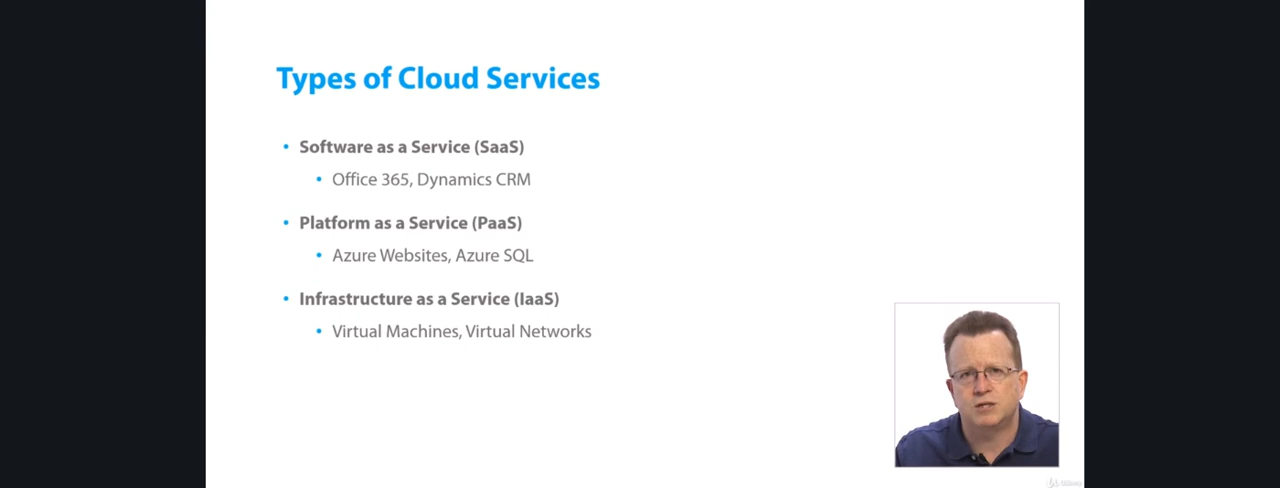 Types of Cloud Services
• Software as a Service (SaaS)
• Office 365, Dynamics CRM
• Platform as a Service (PaaS)
• Azure Websites, Azure SQL
• Infrastructure as a Service (IaaS)
• Virtual Machines, Virtual Networks